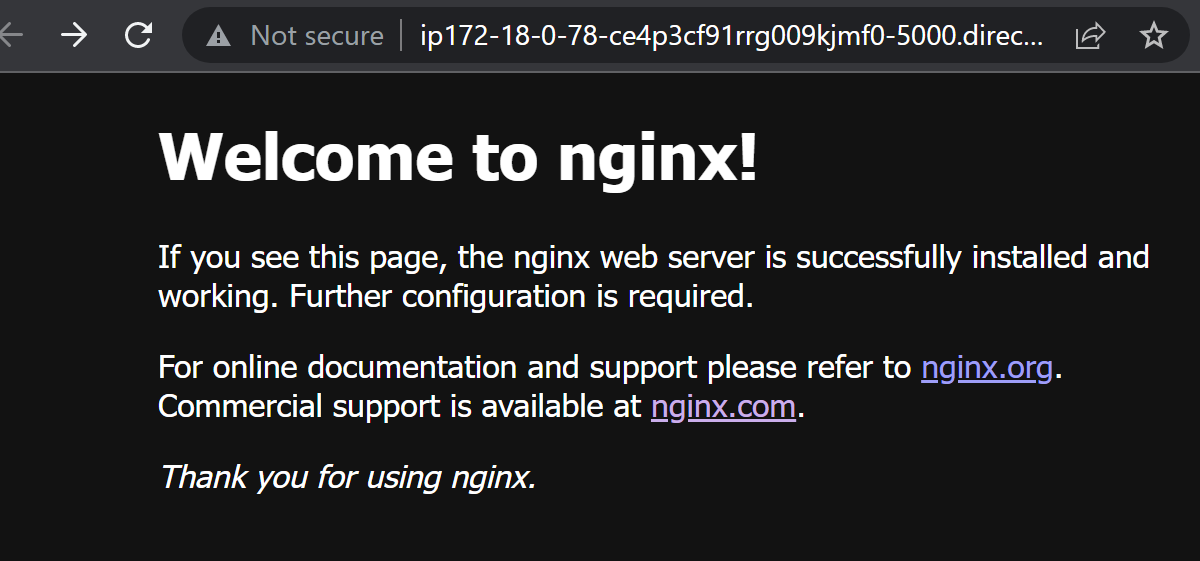 Not secure | ip172-18-0-78-ce4p3cf91rrg009kjmf0-5000.direc...
Welcome to nginx!
If you see this page, the nginx web server is successfully installed and
working. Further configuration is required.
For online documentation and support please refer to nginx.org.
Commercial support is available at nginx.com.
Thank you for using nginx.